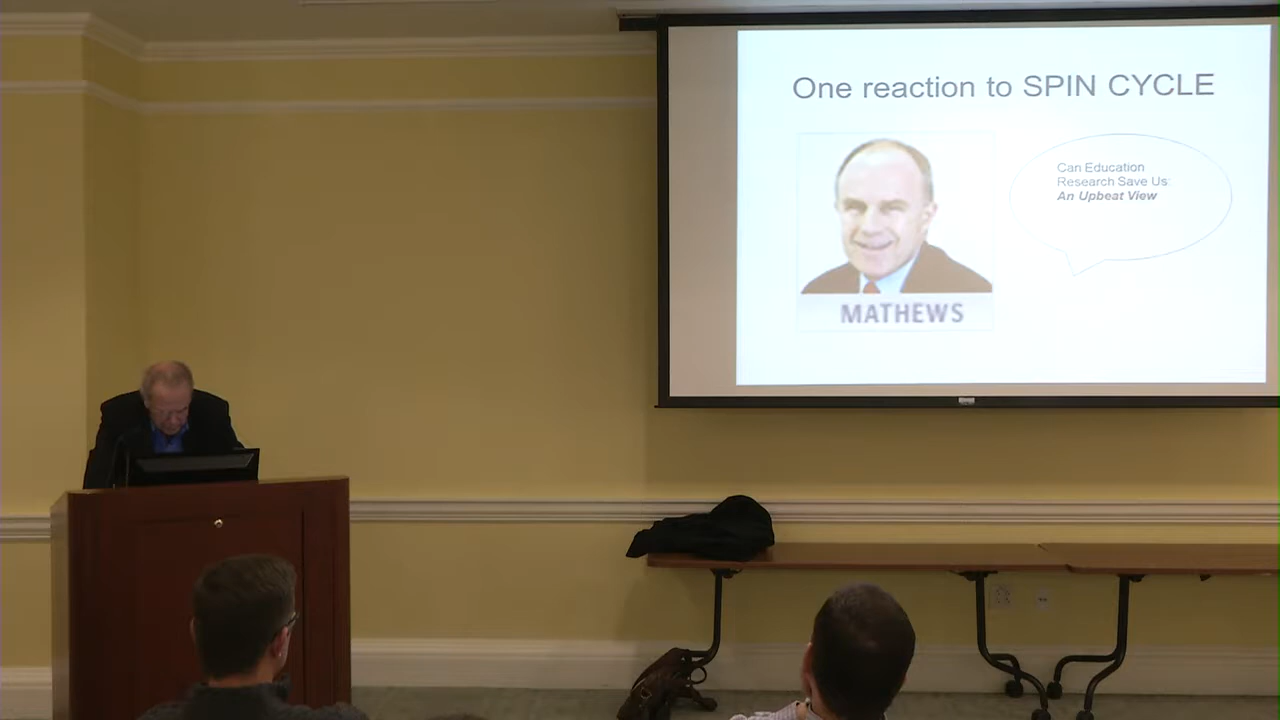 One reaction to SPIN CYCLE
Can Education
Research Save Us:
An Upbeat View
MATHEWS